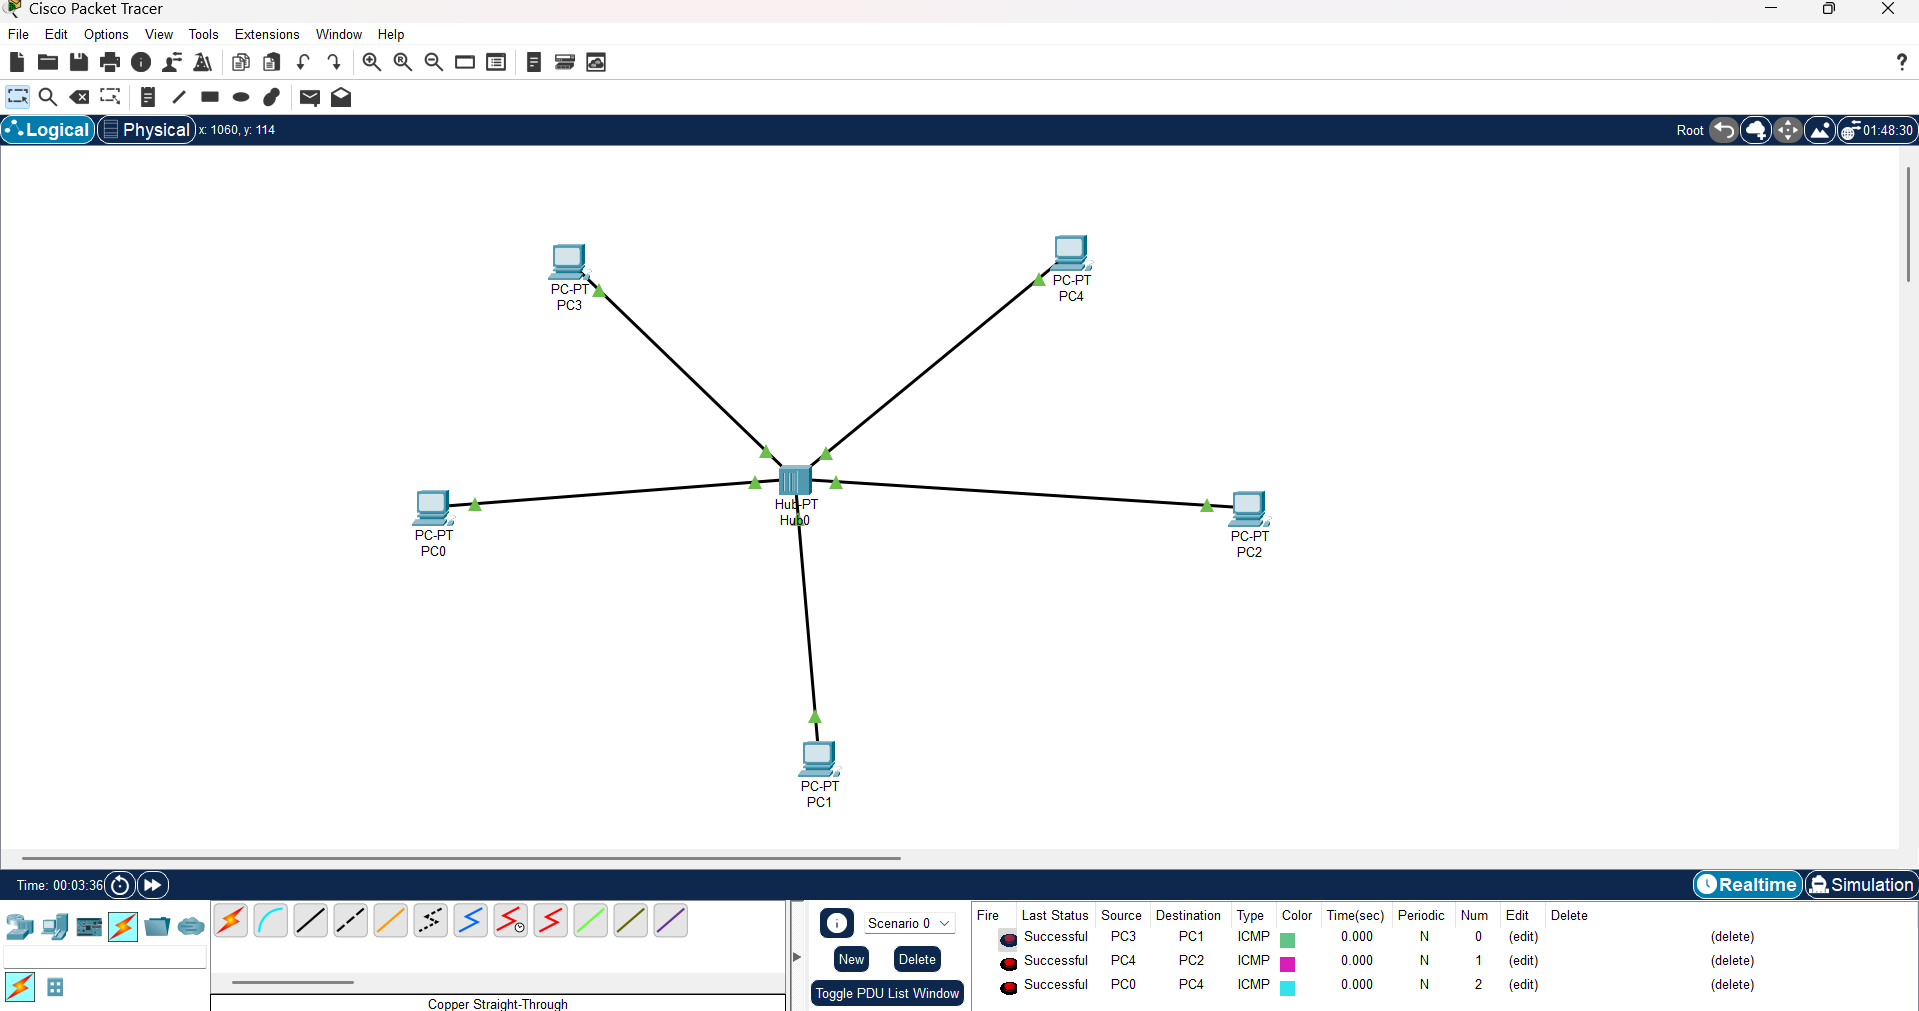 Cisco Packet Tracer
File Edit Options View Tools Extensions Window Help
?
Logical Physical x: 1060, y: 114 Root 01:48:30
PC-PT
PC3
PC-PT
PC4
Hub-PT
Hub0
PC-PT
PC0
PC-PT
PC2
PC-PT
PC1
Time: 00:03:36 Realtime Simulation
Scenario 0
New Delete
Toggle PDU List Window
Copper Straight-Through
Fire Last Status Source Destination Type Color Time(sec) Periodic Num Edit Delete
Successful PC3 PC1 ICMP 0.000 N 0 (edit) (delete)
Successful PC4 PC2 ICMP 0.000 N 1 (edit) (delete)
Successful PC0 PC4 ICMP 0.000 N 2 (edit) (delete)